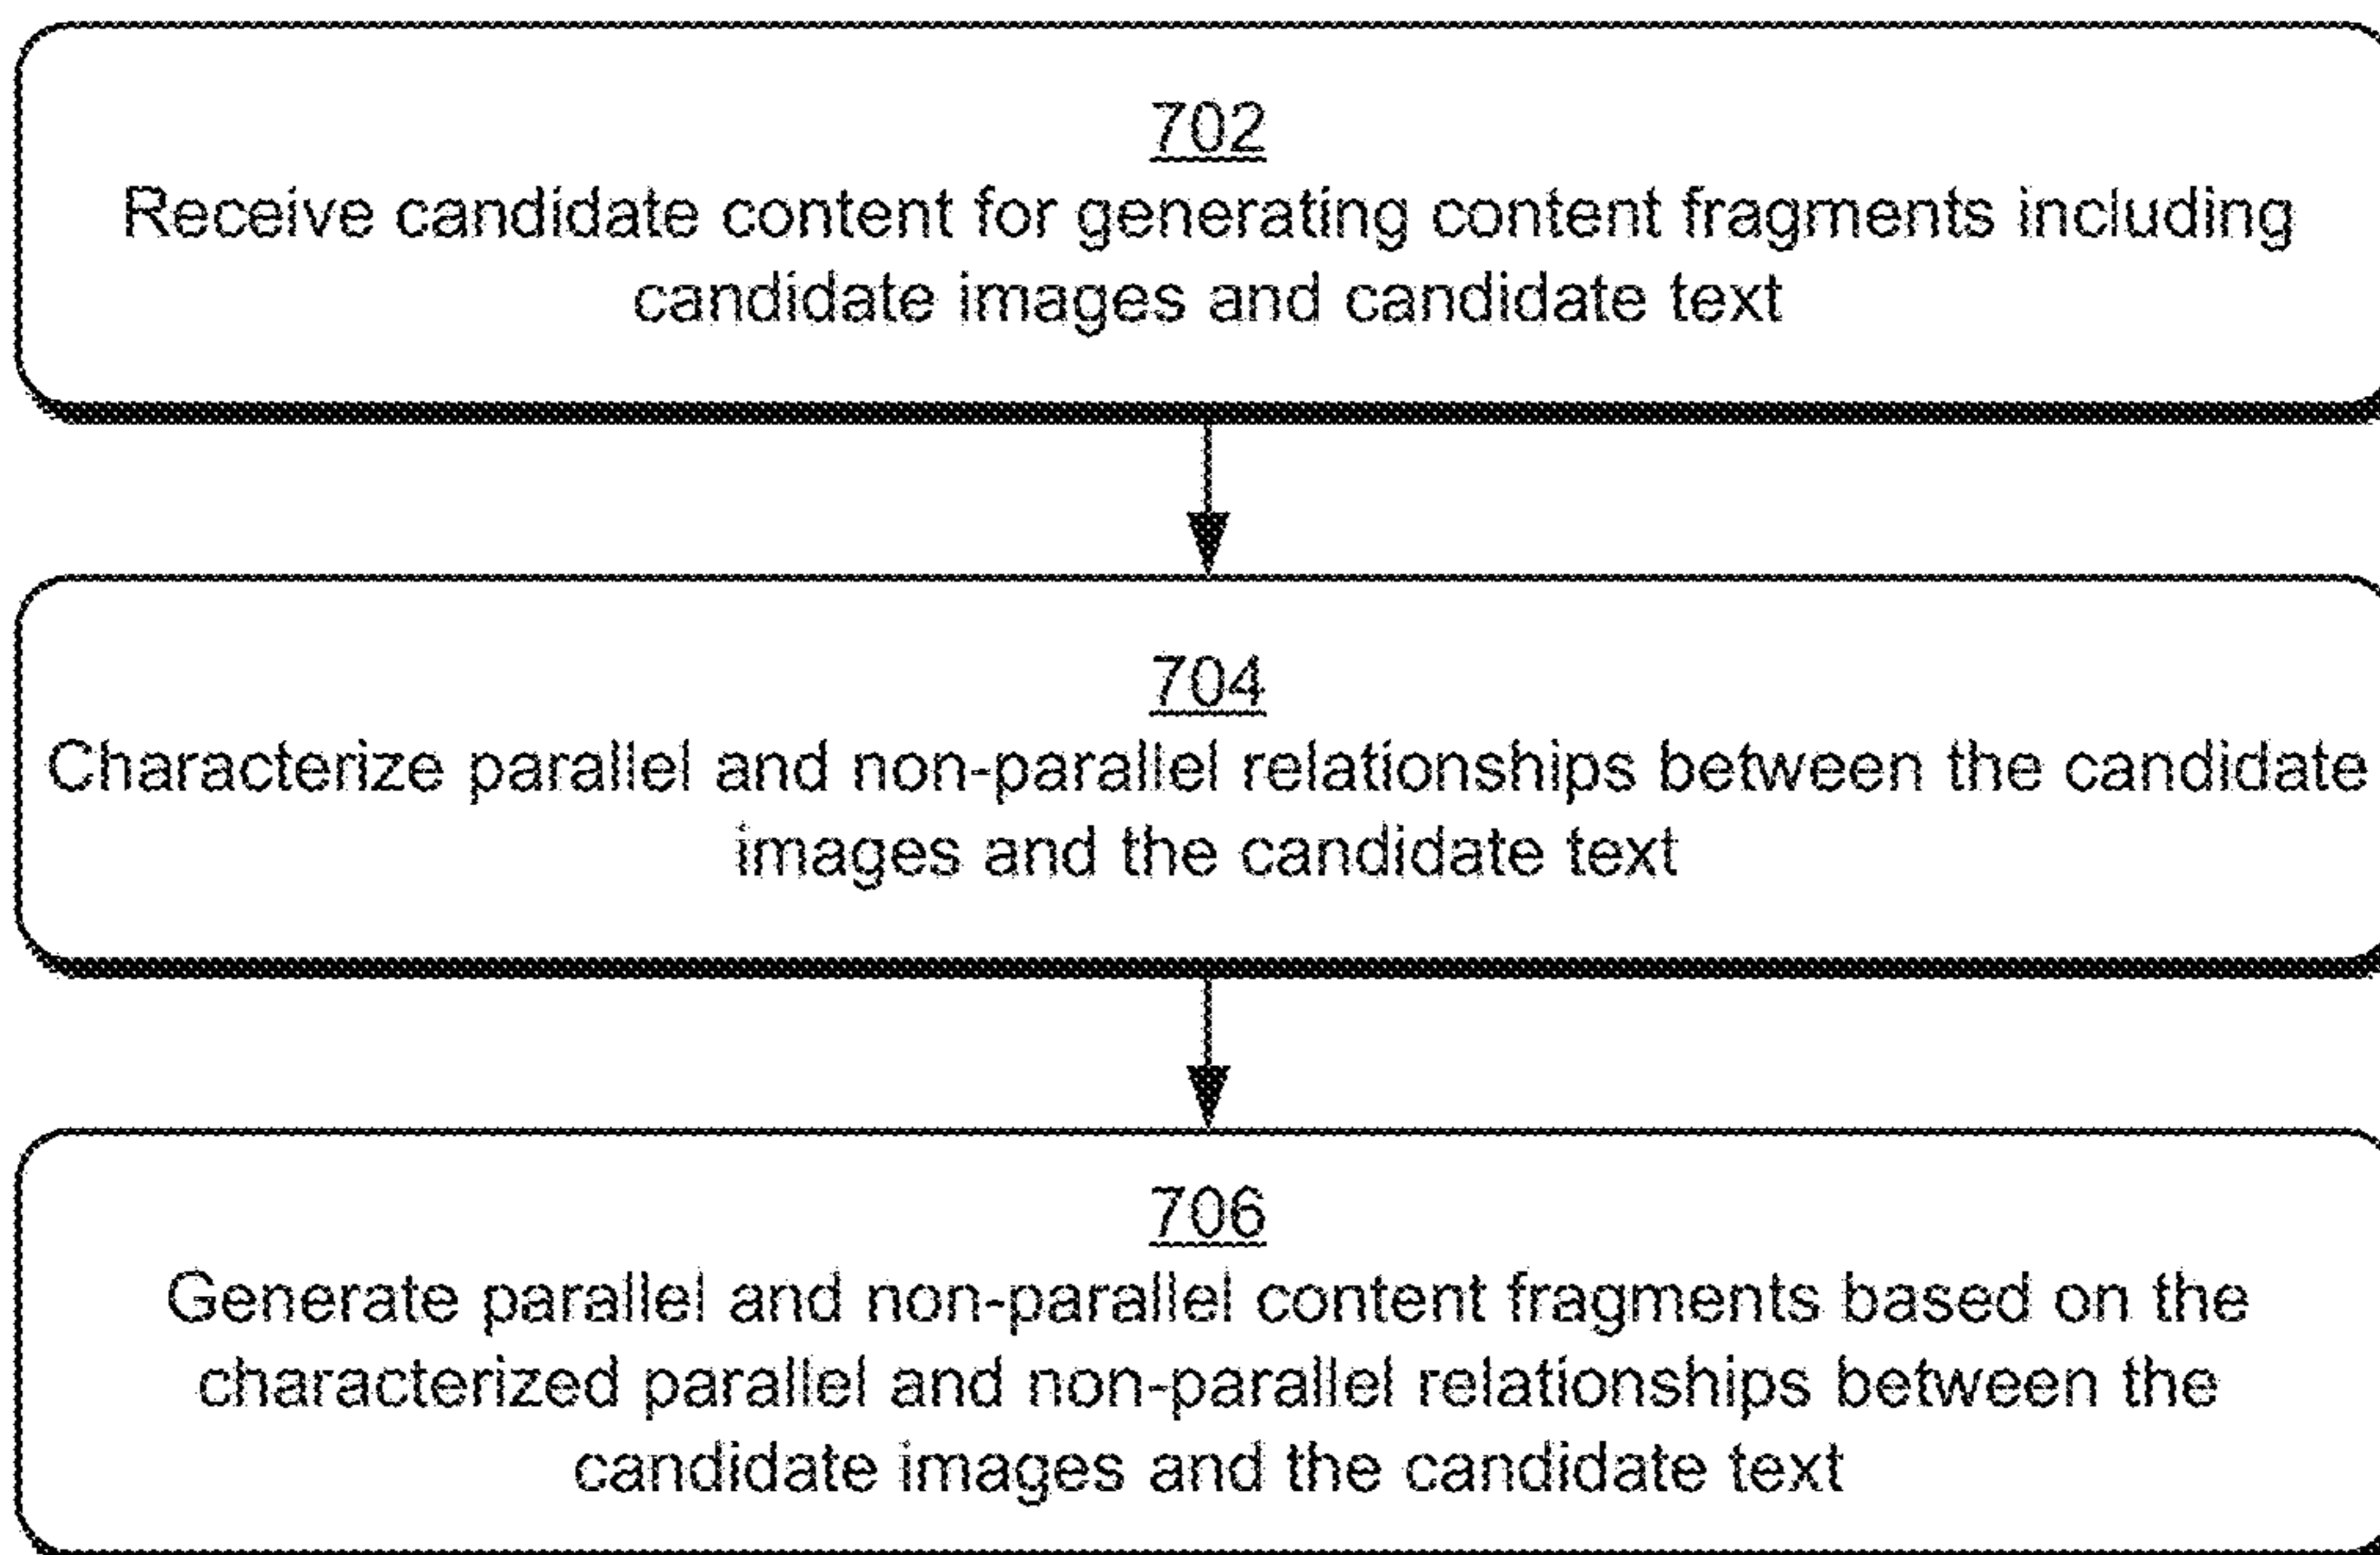 702
Receive candidate content for generating content fragments including
candidate images and candidate text
704
Characterize parallel and non-parallel relationships between the candidate
images and the candidate text
706
Generate parallel and non-parallel content fragments based on the
characterized parallel and non-parallel relationships between the
candidate images and the candidate text